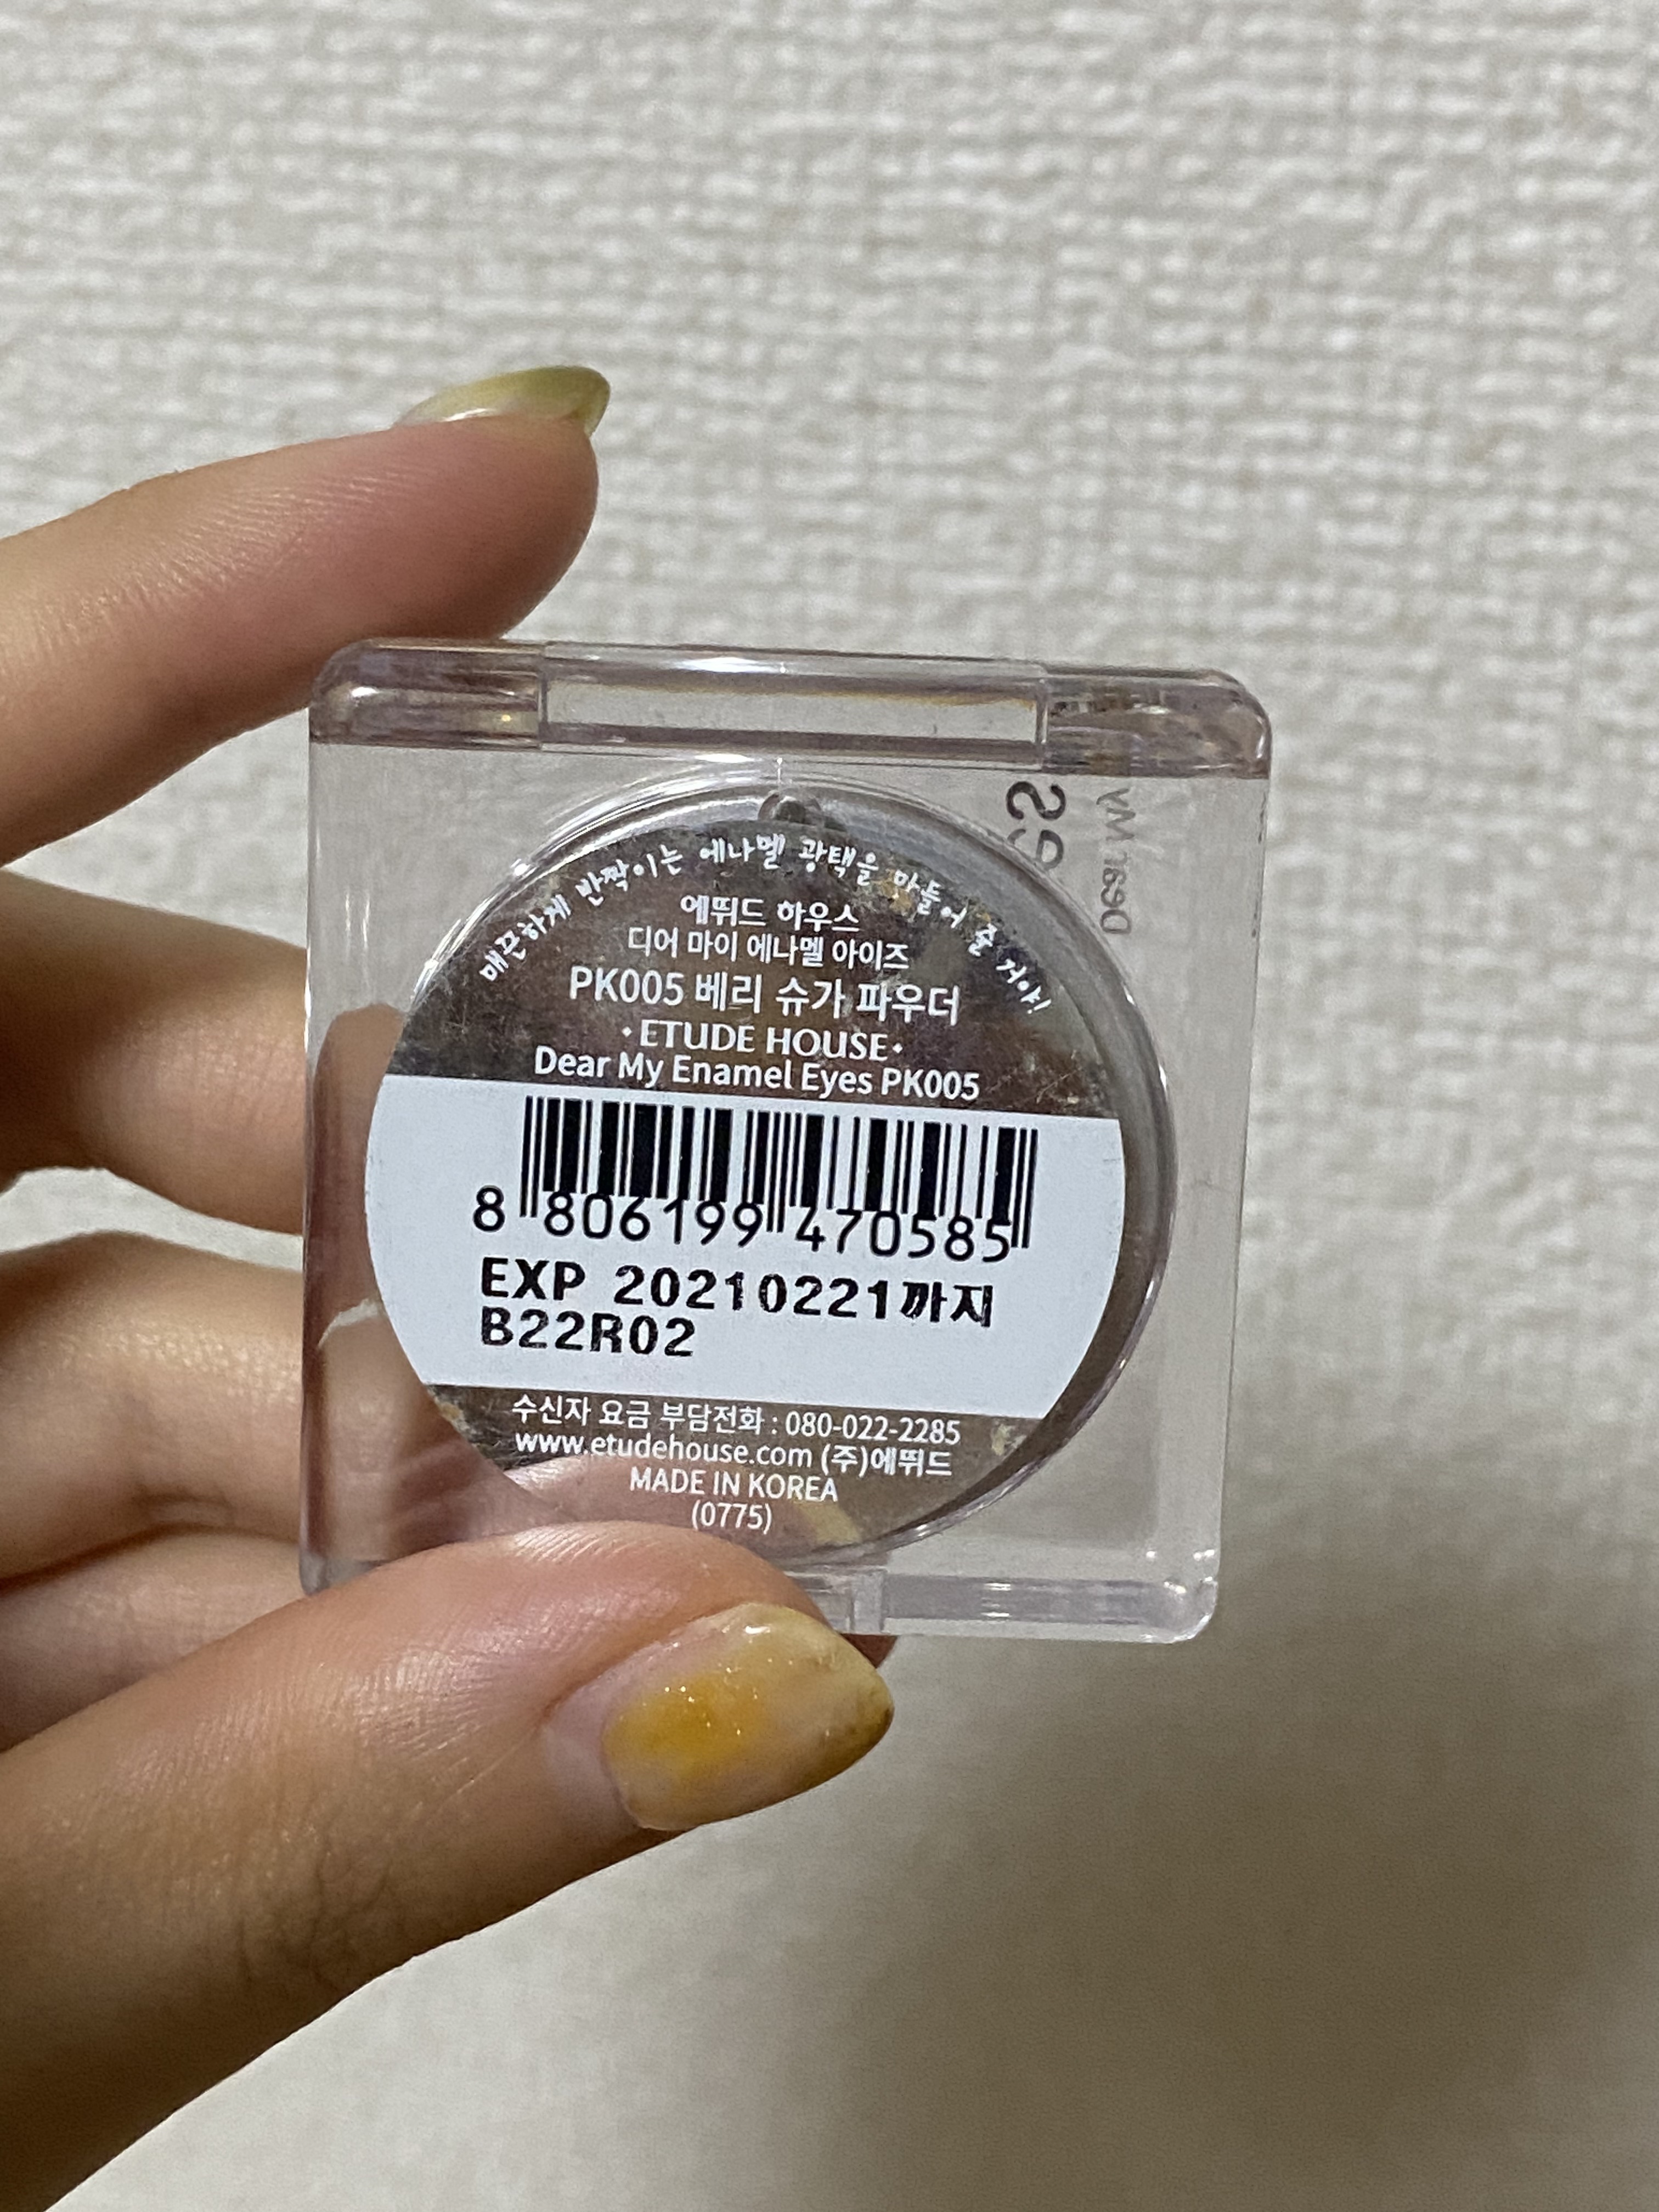 매끈하게 반짝이는 에나멜 광택을 만들어 줄 거야!
에뛰드 하우스
디어 마이 에나멜 아이즈
PK005 베리 슈가 파우더
·ETUDE HOUSE·
Dear My Enamel Eyes PK005
8 806199 470585
EXP 20210221까지
B22R02
수신자 요금 부담전화 : 080-022-2285
www.etudehouse.com (주)에뛰드
MADE IN KOREA
(0775)
Dear My